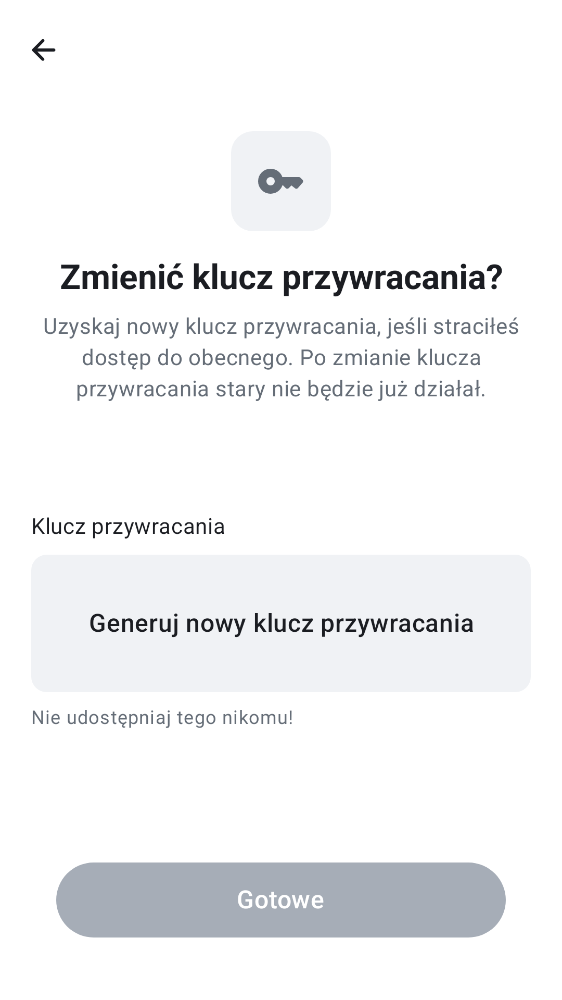 Zmienić klucz przywracania?
Uzyskaj nowy klucz przywracania, jeśli straciłeś
dostęp do obecnego. Po zmianie klucza
przywracania stary nie będzie już działał.
Klucz przywracania
Generuj nowy klucz przywracania
Nie udostępniaj tego nikomu!
Gotowe